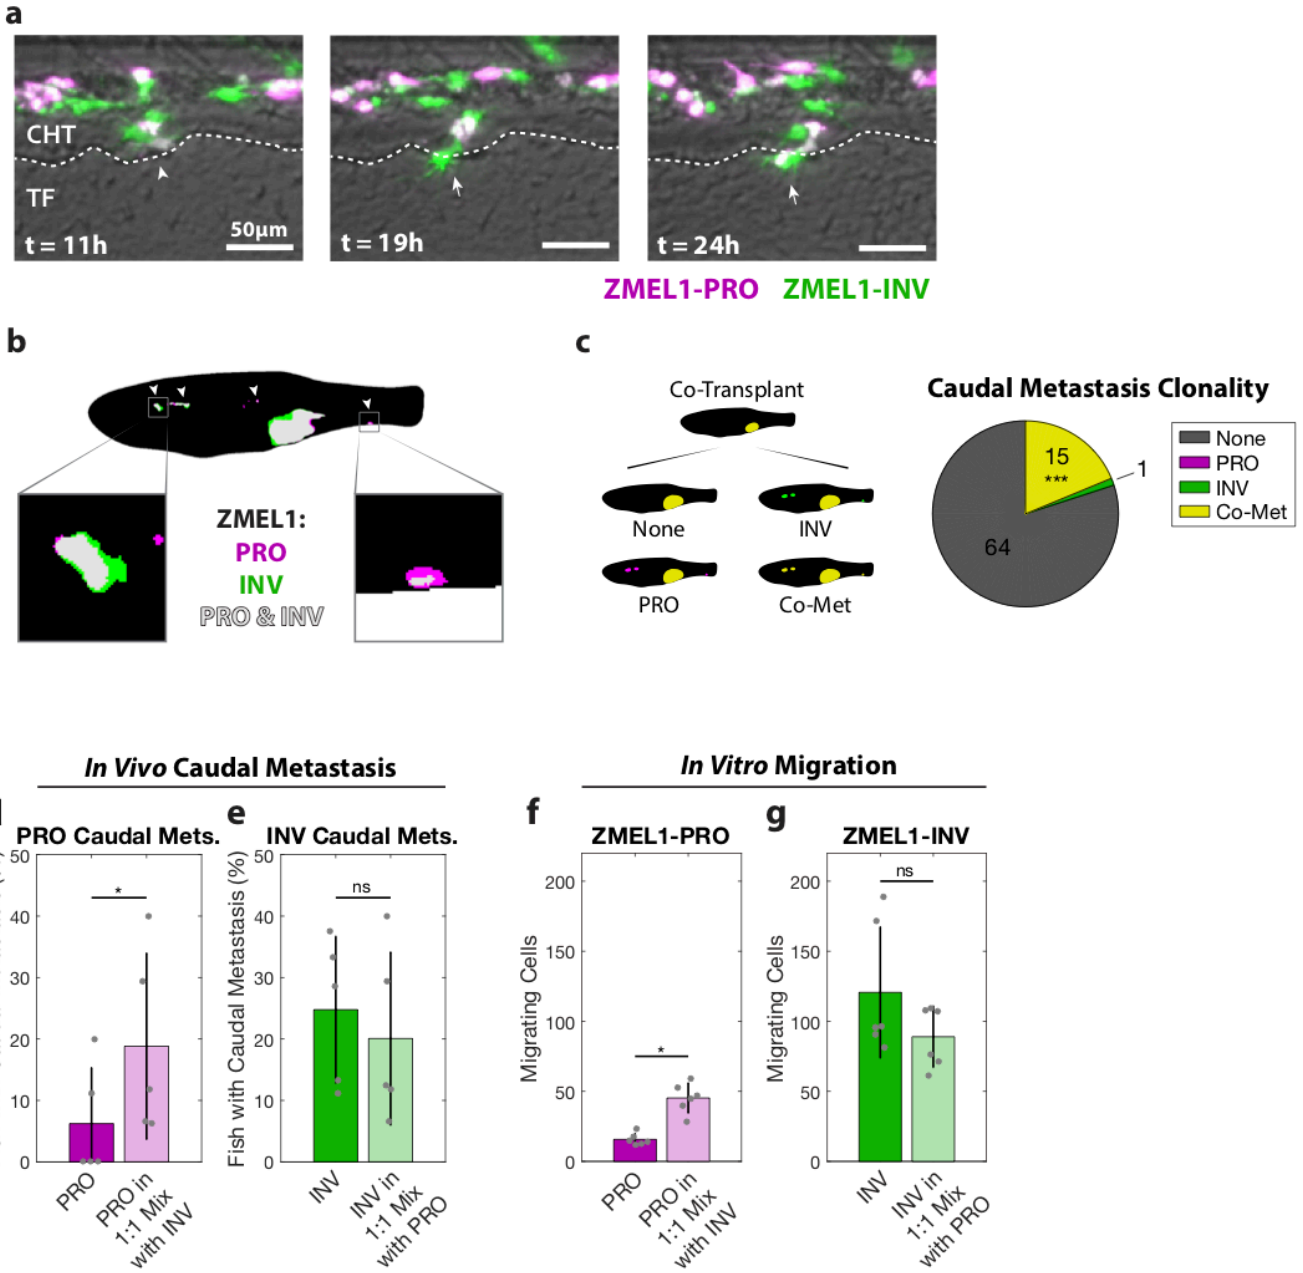 a
CHT
TF
t = 11h
50µm
t = 19h
t = 24h
ZMEL1-PRO ZMEL1-INV
b
ZMEL1:
PRO
INV
PRO & INV
c
Co-Transplant
None
INV
PRO
Co-Met
Caudal Metastasis Clonality
15
***
1
64
None
PRO
INV
Co-Met
In Vivo Caudal Metastasis
In Vitro Migration
PRO Caudal Mets.
50
40
30
20
10
0
*
PRO
PRO in
1:1 Mix
with INV
e
INV Caudal Mets.
Fish with Caudal Metastasis (%)
50
40
30
20
10
0
ns
INV
INV in
1:1 Mix
with PRO
f
ZMEL1-PRO
Migrating Cells
200
150
100
50
0
*
PRO
PRO in
1:1 Mix
with INV
g
ZMEL1-INV
Migrating Cells
200
150
100
50
0
ns
INV
INV in
1:1 Mix
with PRO